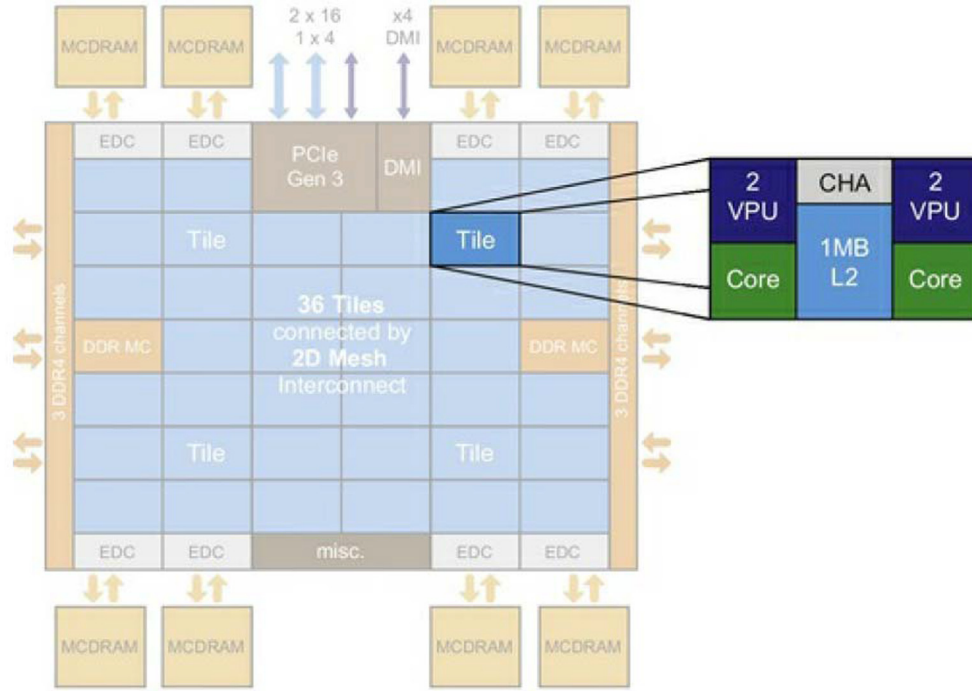 2 x 16
1 x 4
x4
DMI
MCDRAM
MCDRAM
MCDRAM
MCDRAM
EDC
EDC
PCIe
Gen 3
DMI
EDC
EDC
2
VPU
CHA
2
VPU
Tile
Tile
1MB
L2
Core
Core
36 Tiles
connected by
2D Mesh
Interconnect
DDR MC
DDR MC
3 DDR4 channels
3 DDR4 channels
Tile
Tile
EDC
EDC
misc.
EDC
EDC
MCDRAM
MCDRAM
MCDRAM
MCDRAM